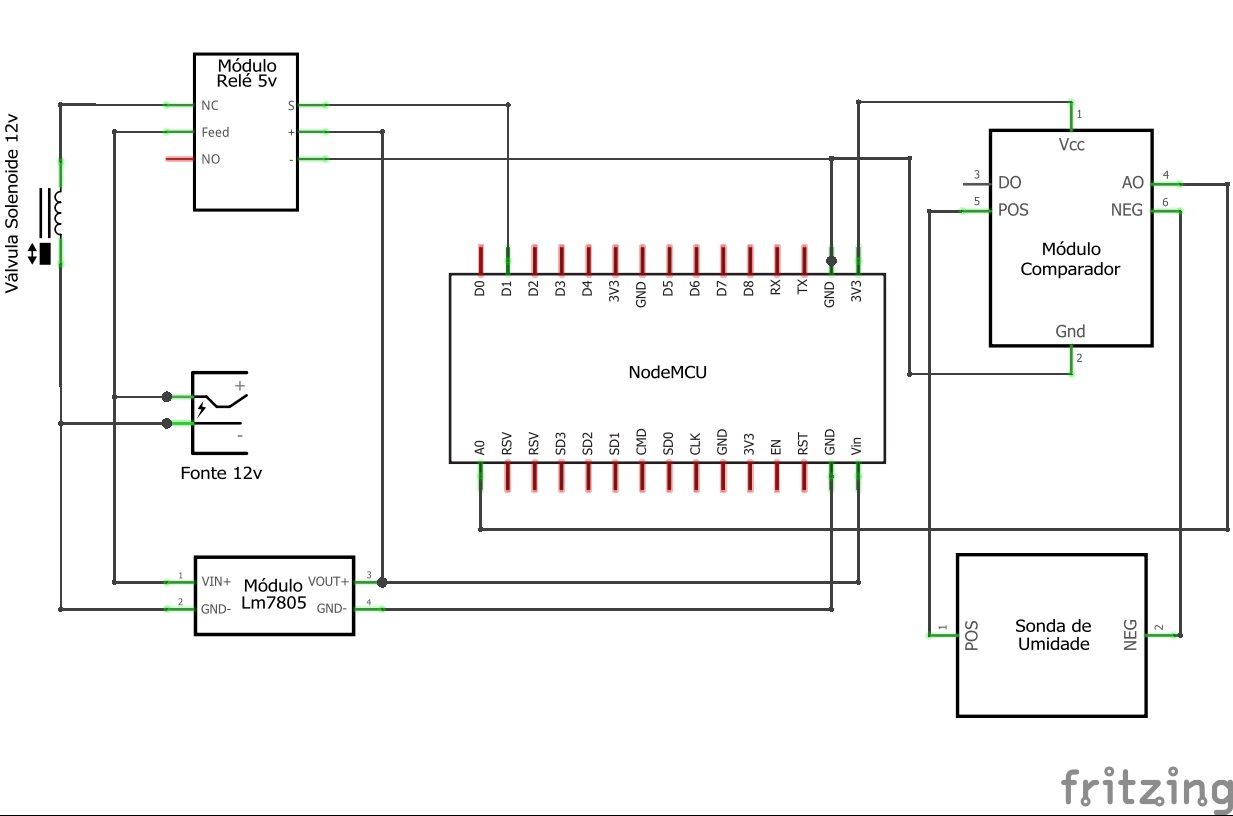 Módulo
Relé 5v
NC
S
Feed
+
NO
-
Válvula Solenoide 12v
1
Vcc
3
DO
AO
4
5
POS
NEG
6
Módulo
Comparador
Gnd
2
D0
D1
D2
D3
D4
3V3
GND
D5
D6
D7
D8
RX
TX
GND
3V3
NodeMCU
A0
RSV
RSV
SD3
SD2
SD1
CMD
SD0
CLK
GND
3V3
EN
RST
GND
Vin
+
-
Fonte 12v
1
VIN+
Módulo
VOUT+
3
2
GND-
Lm7805
GND-
4
1
POS
Sonda de
Umidade
NEG
2
fritzing